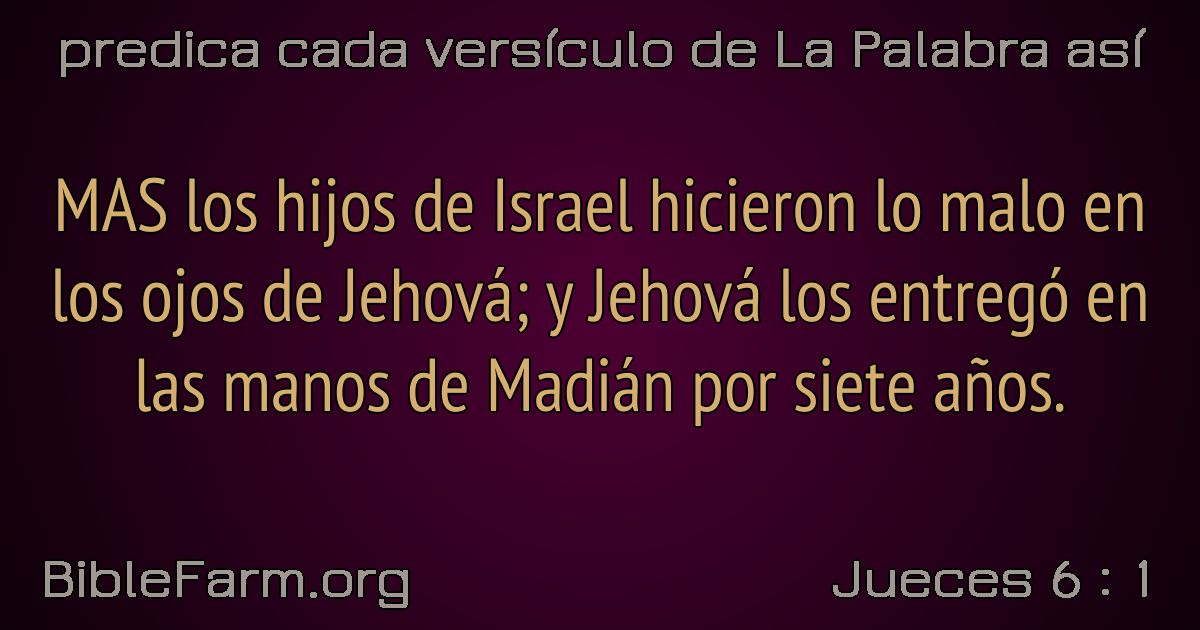 predica cada versículo de La Palabra así
MAS los hijos de Israel hicieron lo malo en
los ojos de Jehová; y Jehová los entregó en
las manos de Madián por siete años.
BibleFarm.org
Jueces 6 : 1